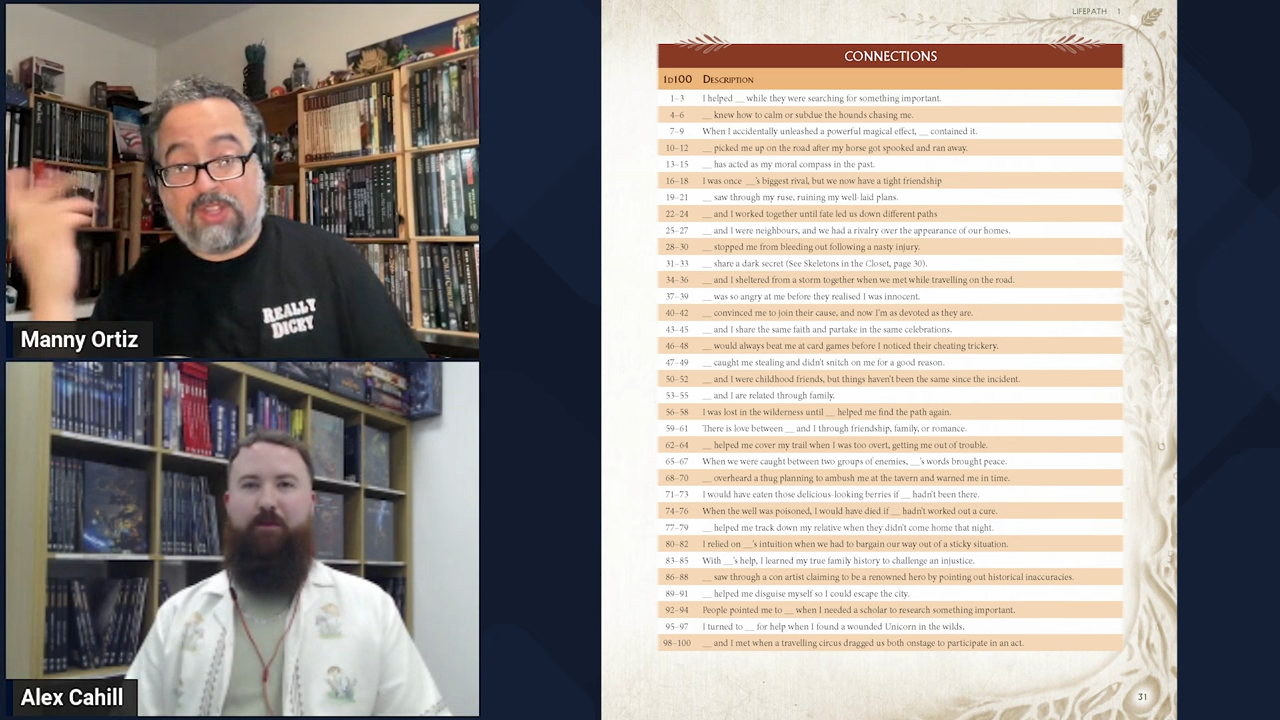 REALLY
DICEY
Manny Ortiz
Alex Cahill
LIFEPATH 1
CONNECTIONS
1D100 DESCRIPTION
1–3 I helped __ while they were searching for something important.
4–6 __ knew how to calm or subdue the hounds chasing me.
7–9 When I accidentally unleashed a powerful magical effect, __ contained it.
10–12 __ picked me up on the road after my horse got spooked and ran away.
13–15 __ has acted as my moral compass in the past.
16–18 I was once __'s biggest rival, but we now have a tight friendship
19–21 __ saw through my ruse, ruining my well-laid plans.
22–24 __ and I worked together until fate led us down different paths
25–27 __ and I were neighbours, and we had a rivalry over the appearance of our homes.
28–30 __ stopped me from bleeding out following a nasty injury.
31–33 __ share a dark secret (See Skeletons in the Closet, page 30).
34–36 __ and I sheltered from a storm together when we met while travelling on the road.
37–39 __ was so angry at me before they realised I was innocent.
40–42 __ convinced me to join their cause, and now I'm as devoted as they are.
43–45 __ and I share the same faith and partake in the same celebrations.
46–48 __ would always beat me at card games before I noticed their cheating trickery.
47–49 __ caught me stealing and didn't snitch on me for a good reason.
50–52 __ and I were childhood friends, but things haven't been the same since the incident.
53–55 __ and I are related through family.
56–58 I was lost in the wilderness until __ helped me find the path again.
59–61 There is love between __ and I through friendship, family, or romance.
62–64 __ helped me cover my trail when I was too overt, getting me out of trouble.
65–67 When we were caught between two groups of enemies, __'s words brought peace.
68–70 __ overheard a thug planning to ambush me at the tavern and warned me in time.
71–73 I would have eaten those delicious-looking berries if __ hadn't been there.
74–76 When the well was poisoned, I would have died if __ hadn't worked out a cure.
77–79 __ helped me track down my relative when they didn't come home that night.
80–82 I relied on __'s intuition when we had to bargain our way out of a sticky situation.
83–85 With __'s help, I learned my true family history to challenge an injustice.
86–88 __ saw through a con artist claiming to be a renowned hero by pointing out historical inaccuracies.
89–91 __ helped me disguise myself so I could escape the city.
92–94 People pointed me to __ when I needed a scholar to research something important.
95–97 I turned to __ for help when I found a wounded Unicorn in the wilds.
98–100 __ and I met when a travelling circus dragged us both onstage to participate in an act.
31